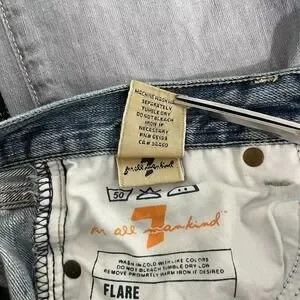 MACHINE WASH
SEPARATELY
TUMBLE DRY
DO NOT BLEACH
IRON IF
NECESSARY
CA# 30200
for all mankind
50
7
for all mankind
WASH IN COLD WITH LIKE COLORS
DO NOT BLEACH TUMBLE DRY LOW
REMOVE PROMPTLY WARM IRON IF DESIRED
FLARE